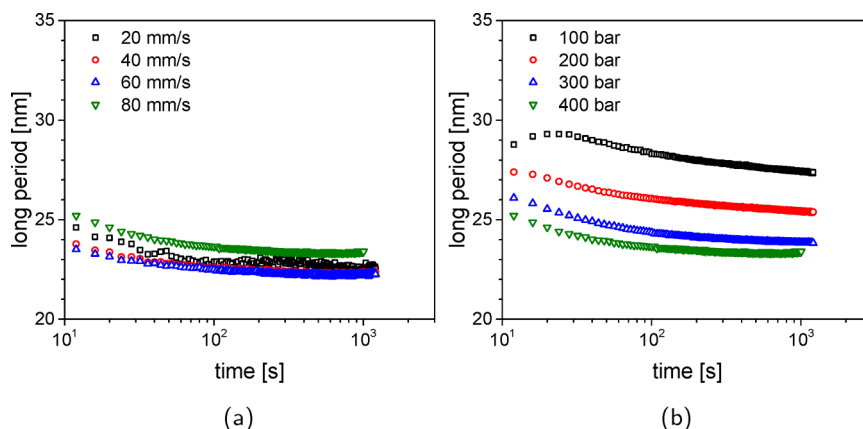 35
30
25
20
long period [nm]
20 mm/s
40 mm/s
60 mm/s
80 mm/s
10¹
10²
10³
time [s]
(a)
35
30
25
20
long period [nm]
100 bar
200 bar
300 bar
400 bar
10¹
10²
10³
time [s]
(b)